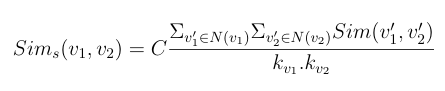 $Sim_s(v_1, v_2) = C \frac{\Sigma_{v_1' \in N(v_1)} \Sigma_{v_2' \in N(v_2)} Sim(v_1', v_2')}{k_{v_1} . k_{v_2}}$